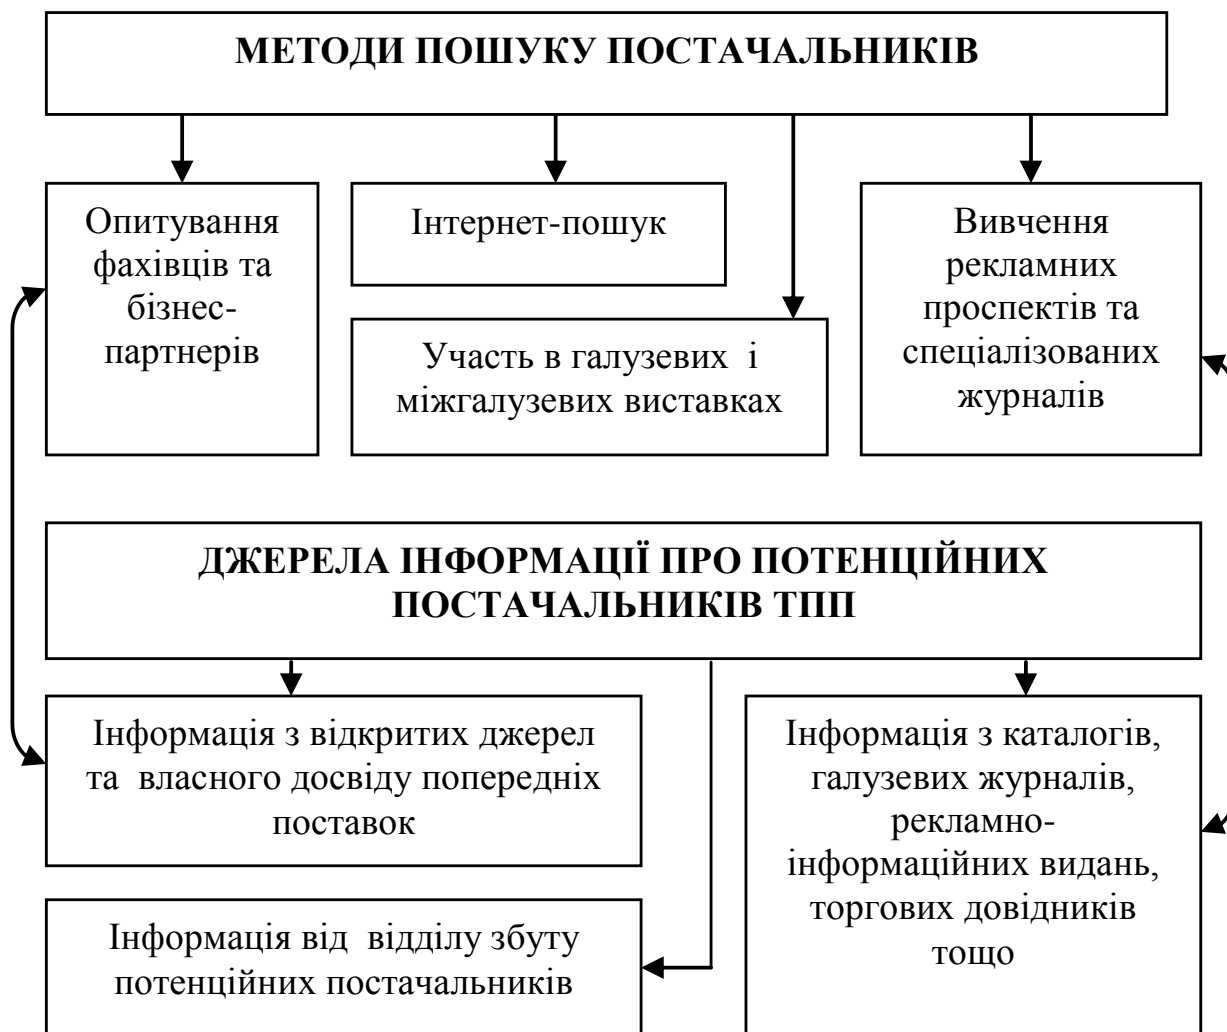 МЕТОДИ ПОШУКУ ПОСТАЧАЛЬНИКІВ
Опитування
фахівців та
бізнес-
партнерів
Інтернет-пошук
Участь в галузевих і
міжгалузевих виставках
Вивчення
рекламних
проспектів та
спеціалізованих
журналів
ДЖЕРЕЛА ІНФОРМАЦІЇ ПРО ПОТЕНЦІЙНИХ
ПОСТАЧАЛЬНИКІВ ТПП
Інформація з відкритих джерел
та власного досвіду попередніх
поставок
Інформація від відділу збуту
потенційних постачальників
Інформація з каталогів,
галузевих журналів,
рекламно-
інформаційних видань,
торгових довідників
тощо